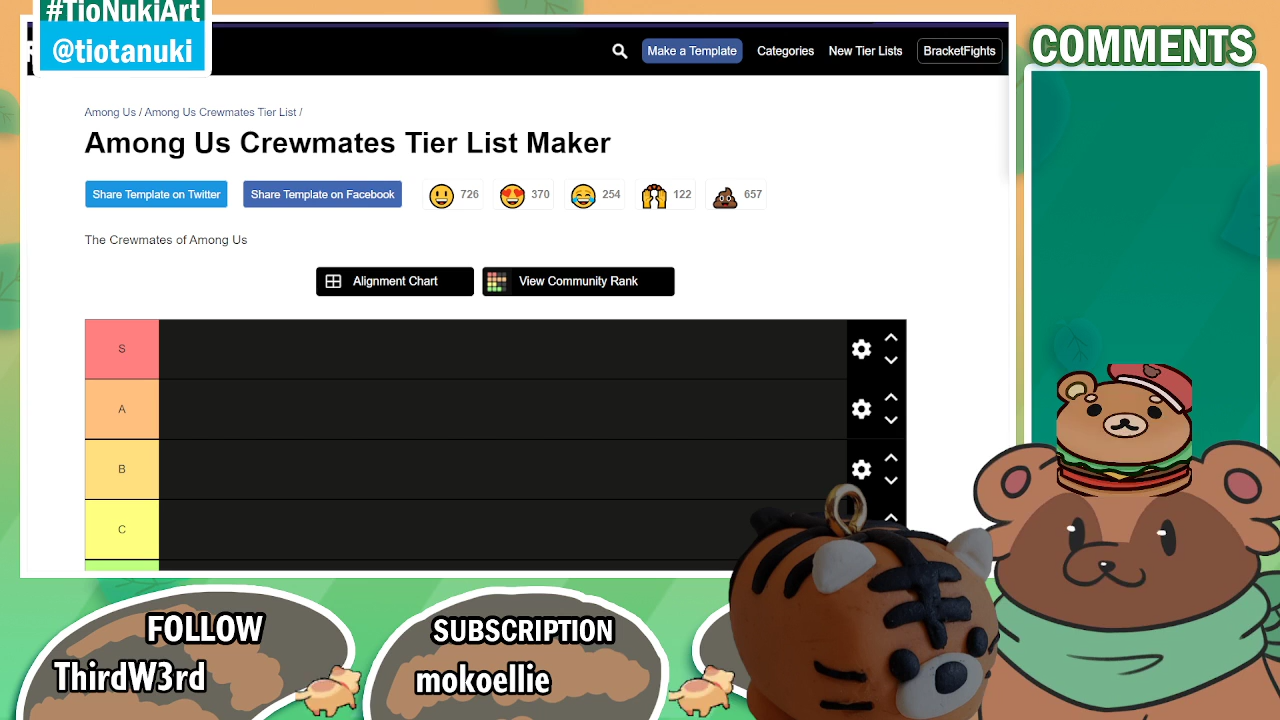 #TioNukiArt
@tiotanuki
COMMENTS
Make a Template
Categories
New Tier Lists
BracketFights
Among Us / Among Us Crewmates Tier List /
Among Us Crewmates Tier List Maker
Share Template on Twitter
Share Template on Facebook
726
370
254
122
657
The Crewmates of Among Us
Alignment Chart
View Community Rank
S
A
B
C
FOLLOW
ThirdW3rd
SUBSCRIPTION
mokoellie